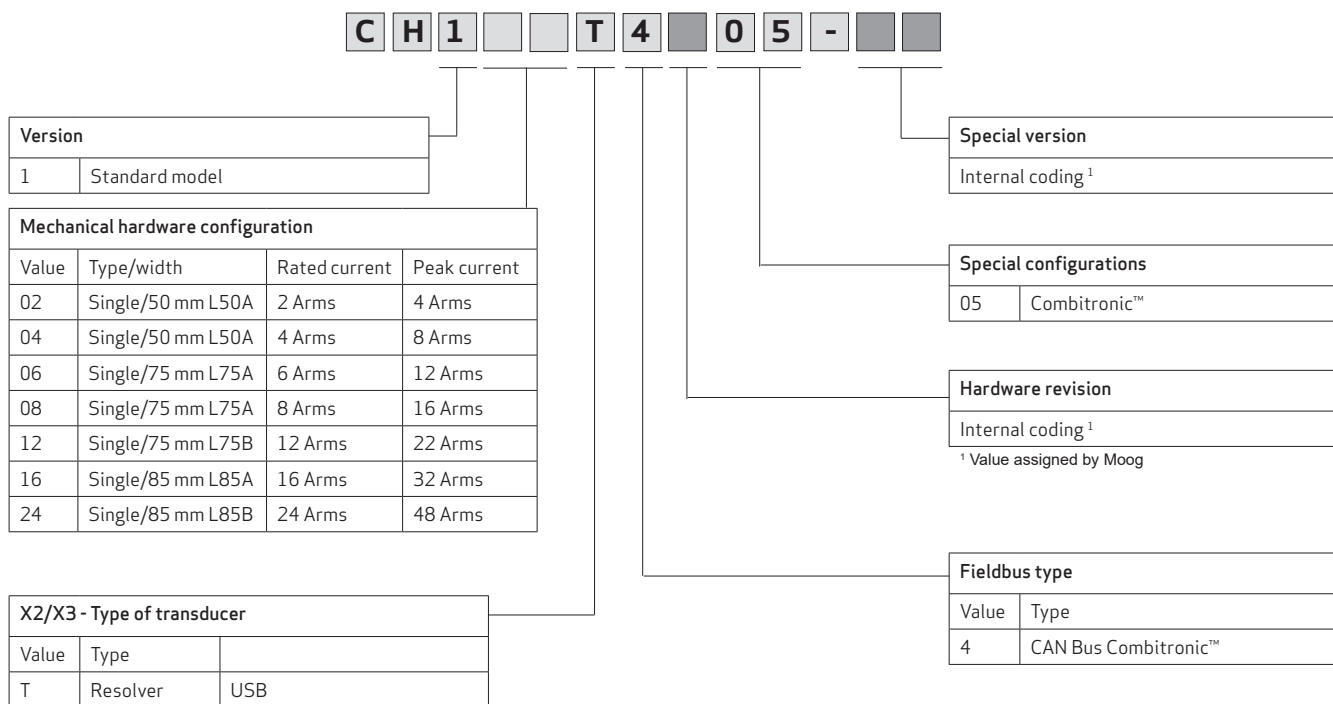 C H 1 T 4 0 5 -
Version
1 Standard model
Mechanical hardware configuration
Value Type/width Rated current Peak current
02 Single/50 mm L50A 2 Arms 4 Arms
04 Single/50 mm L50A 4 Arms 8 Arms
06 Single/75 mm L75A 6 Arms 12 Arms
08 Single/75 mm L75A 8 Arms 16 Arms
12 Single/75 mm L75B 12 Arms 22 Arms
16 Single/85 mm L85A 16 Arms 32 Arms
24 Single/85 mm L85B 24 Arms 48 Arms
X2/X3 - Type of transducer
Value Type
T Resolver USB
Special version
Internal coding ¹
Special configurations
05 Combitronic™
Hardware revision
Internal coding ¹
¹ Value assigned by Moog
Fieldbus type
Value Type
4 CAN Bus Combitronic™